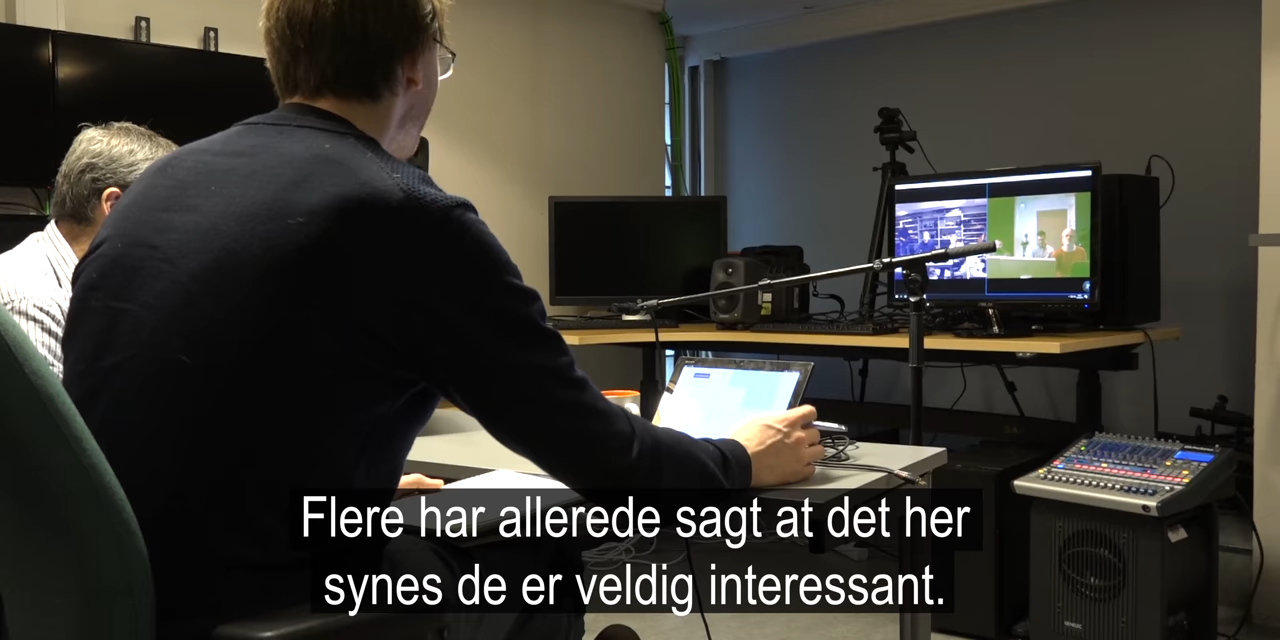 Flere har allerede sagt at det her
synes de er veldig interessant.